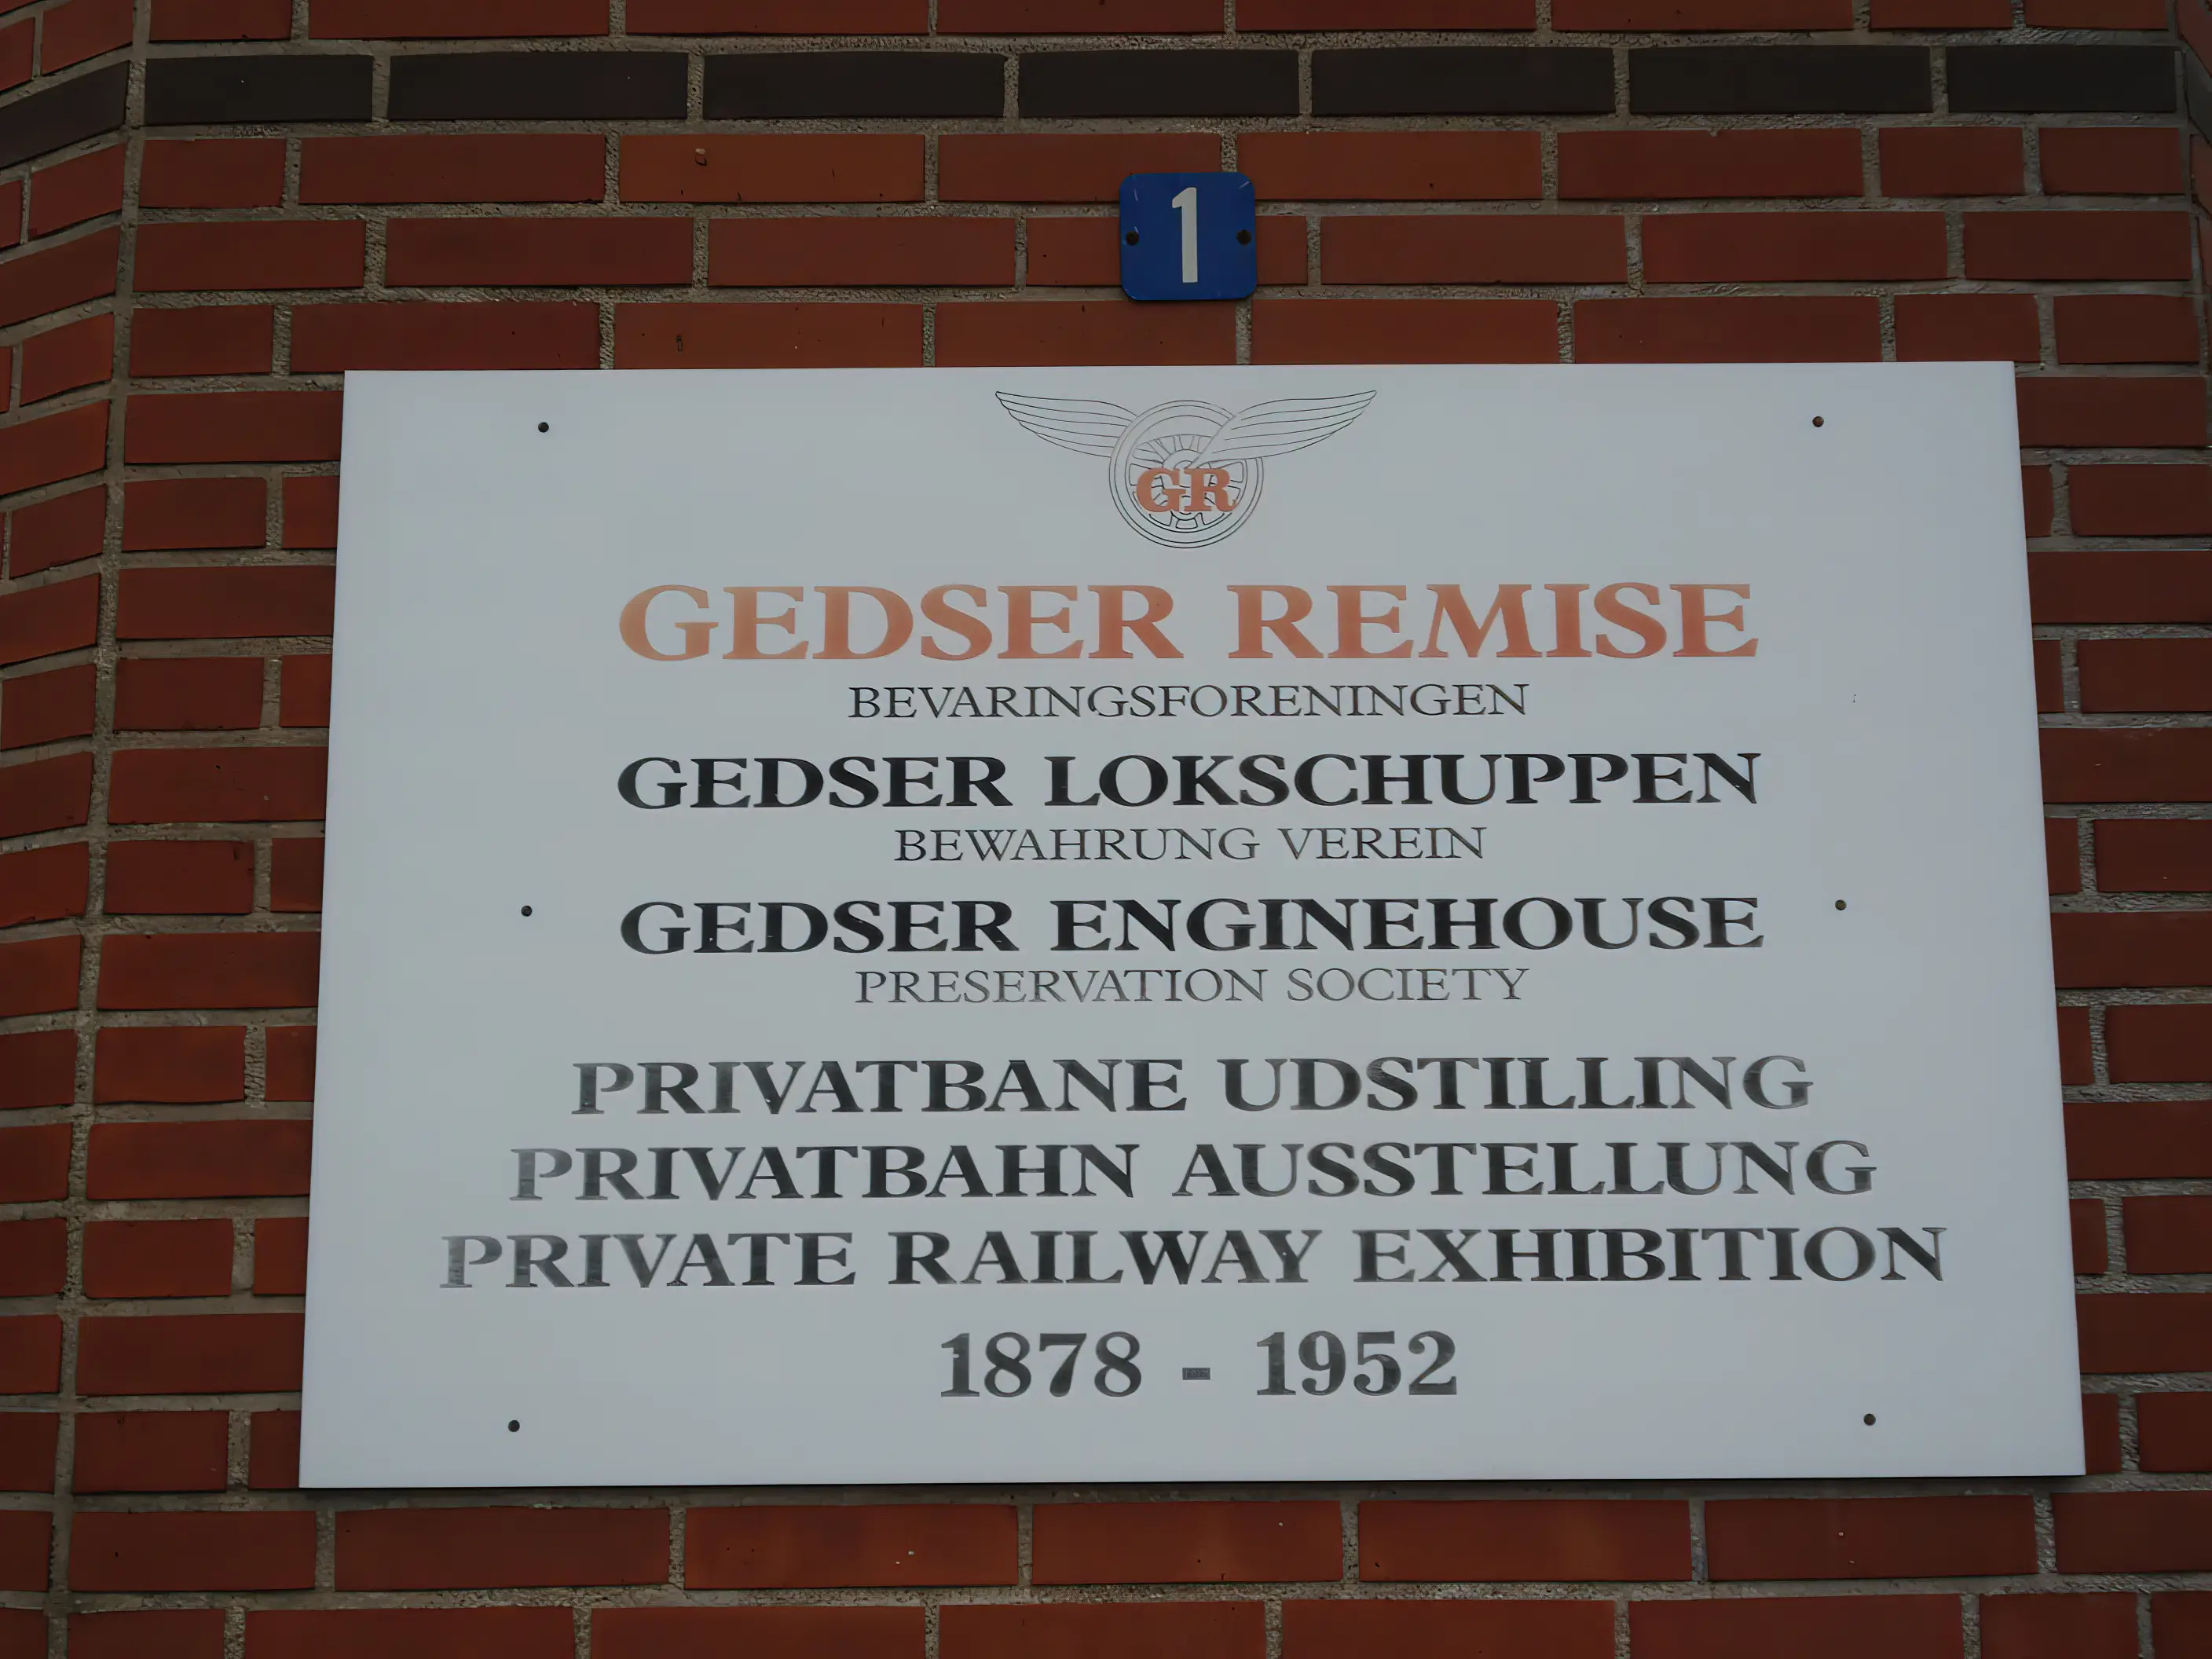 1
GR
GEDSER REMISE
BEVARINGSFORENINGEN
GEDSER LOKSCHUPPEN
BEWAHRUNG VEREIN
GEDSER ENGINEHOUSE
PRESERVATION SOCIETY
PRIVATBANE UDSTILLING
PRIVATBAHN AUSSTELLUNG
PRIVATE RAILWAY EXHIBITION
1878 - 1952